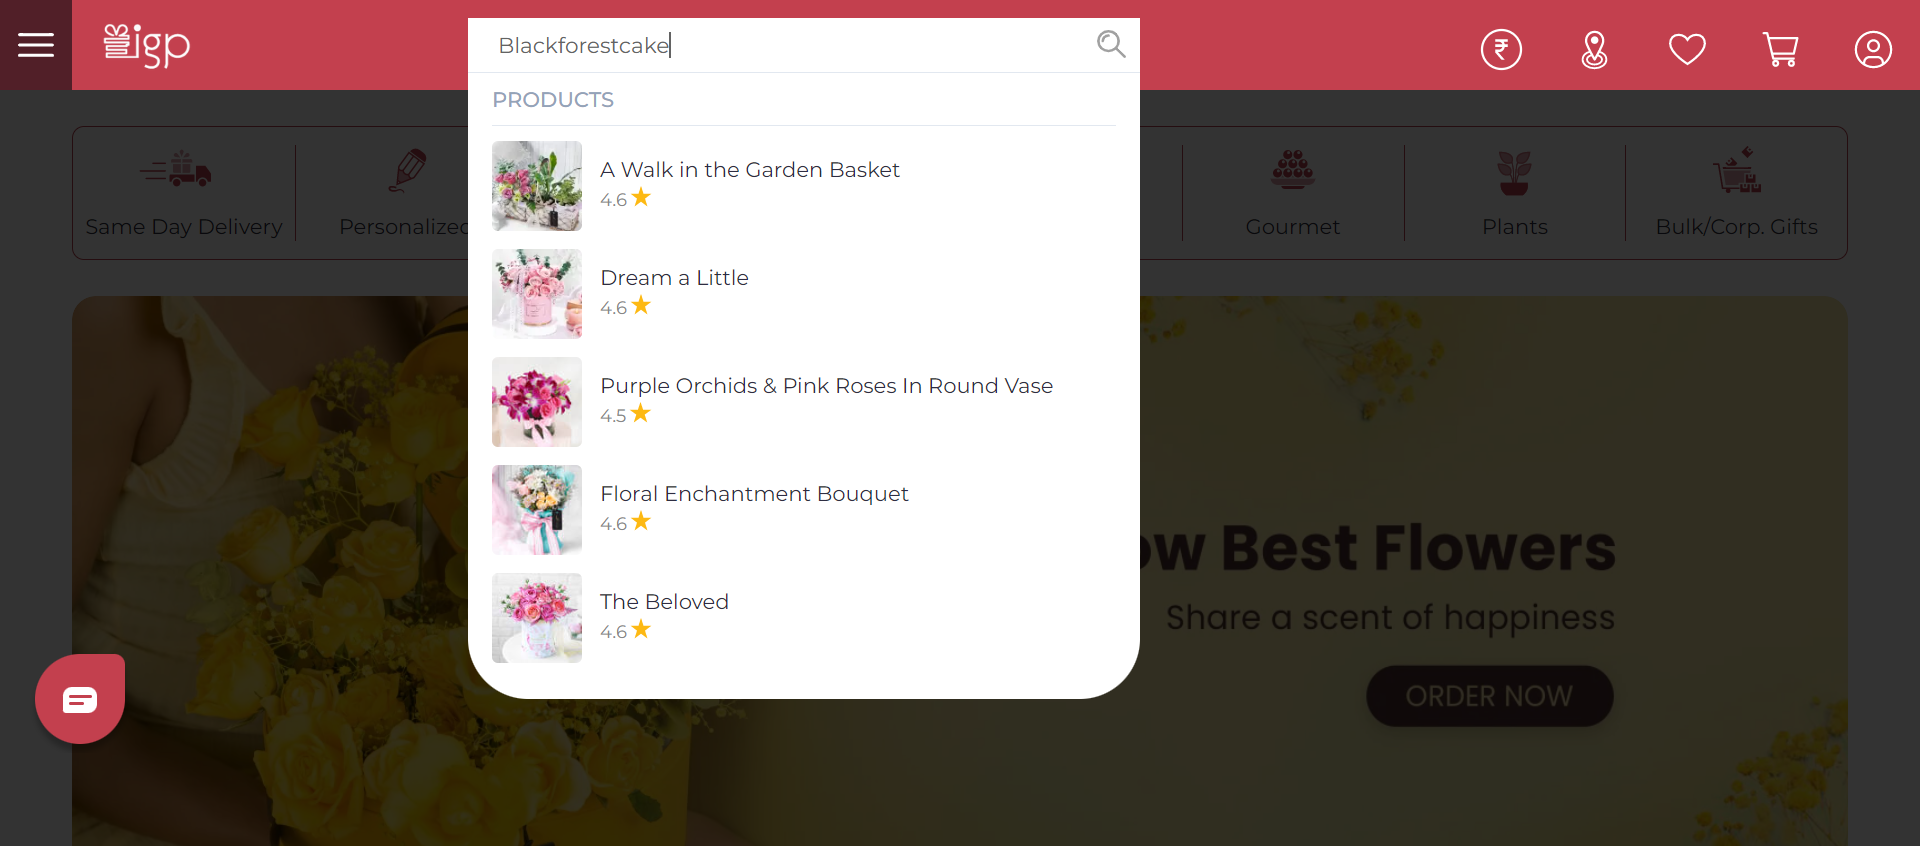 igp
Blackforestcake
₹
PRODUCTS
A Walk in the Garden Basket
4.6
Dream a Little
4.6
Purple Orchids & Pink Roses In Round Vase
4.5
Floral Enchantment Bouquet
4.6
The Beloved
4.6
Same Day Delivery
Personalized
Gourmet
Plants
Bulk/Corp. Gifts
Best Flowers
Share a scent of happiness
ORDER NOW